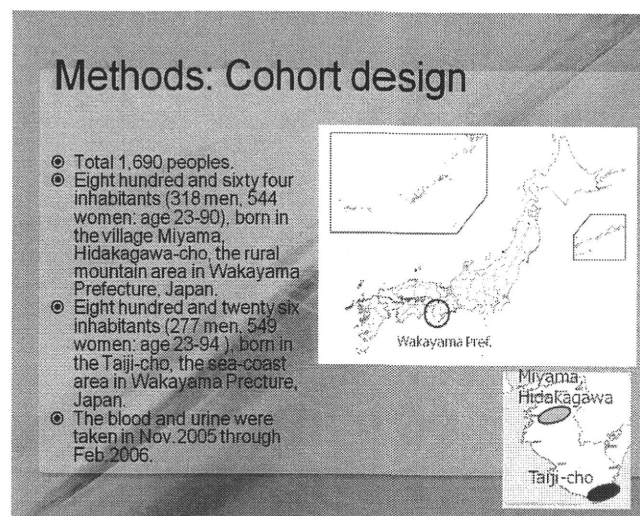 Methods: Cohort design
Total 1,690 peoples.
Eight hundred and sixty four
inhabitants (318 men, 544
women: age 23-90), born in
the village Miyama,
Hidakagawa-cho, the rural
mountain area in Wakayama
Prefecture, Japan.
Eight hundred and twenty six
inhabitants (277 men, 549
women: age 23-94 ), born in
the Taiji-cho, the sea-coast
area in Wakayama Precture,
Japan.
The blood and urine were
taken in Nov.2005 through
Feb.2006.
Wakayama Pref.
Miyama
Hidakagawa
Taiji-cho